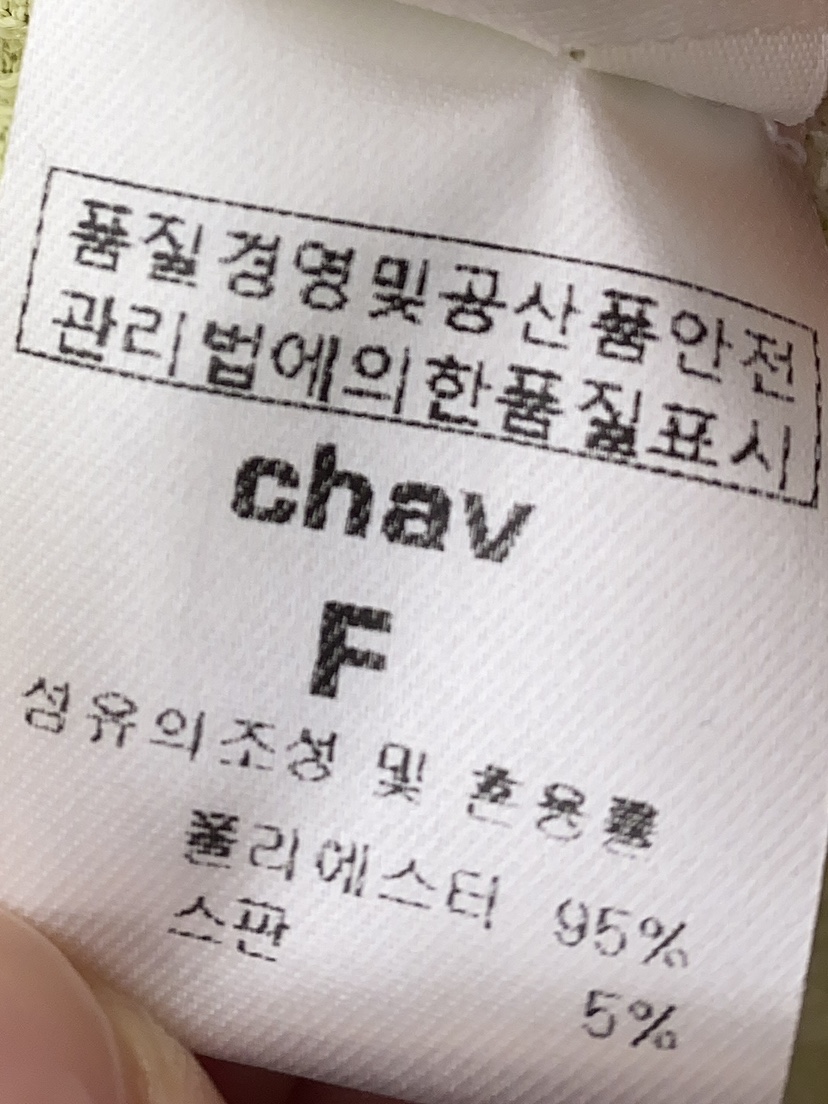 품질경영및공산품안전
관리법에의한품질표시
chav
F
섬유의조성 및 혼용률
폴리에스터 95%
스판 5%